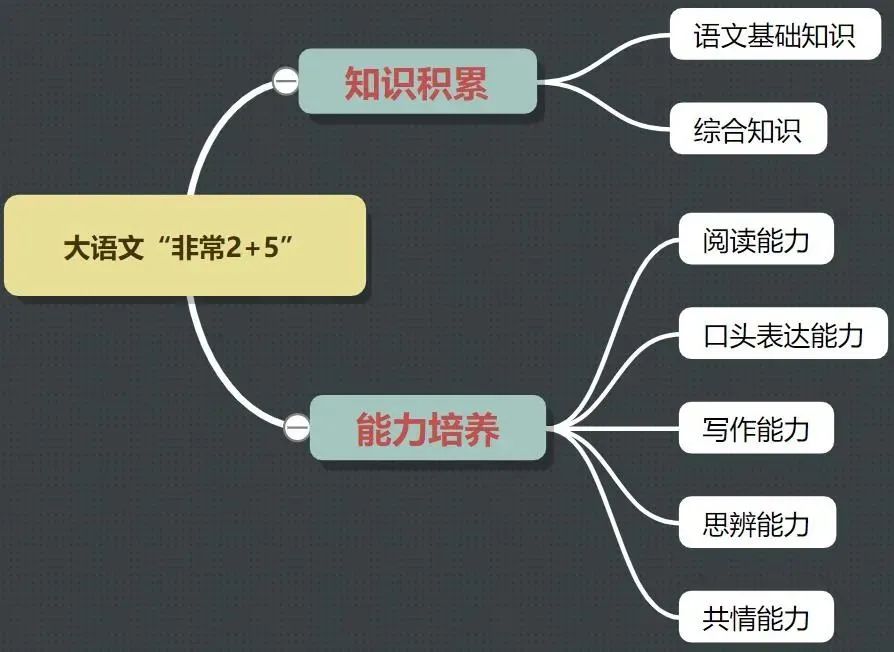 大语文“非常2+5”
知识积累
语文基础知识
综合知识
能力培养
阅读能力
口头表达能力
写作能力
思辨能力
共情能力